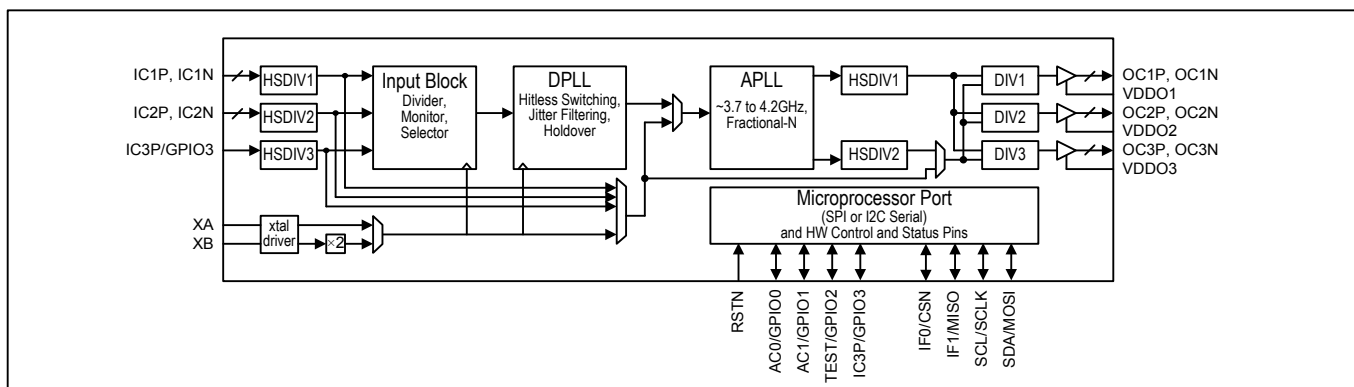 IC1P, IC1N
HSDIV1
IC2P, IC2N
HSDIV2
IC3P/GPIO3
HSDIV3
XA
XB
xtal
driver
×2
Input Block
Divider,
Monitor,
Selector
DPLL
Hitless Switching,
Jitter Filtering,
Holdover
APLL
~3.7 to 4.2GHz,
Fractional-N
HSDIV1
HSDIV2
DIV1
DIV2
DIV3
OC1P, OC1N
VDDO1
OC2P, OC2N
VDDO2
OC3P, OC3N
VDDO3
Microprocessor Port
(SPI or I2C Serial)
and HW Control and Status Pins
RSTN
AC0/GPIO0
AC1/GPIO1
TEST/GPIO2
IC3P/GPIO3
IF0/CSN
IF1/MISO
SCL/SCLK
SDA/MOSI